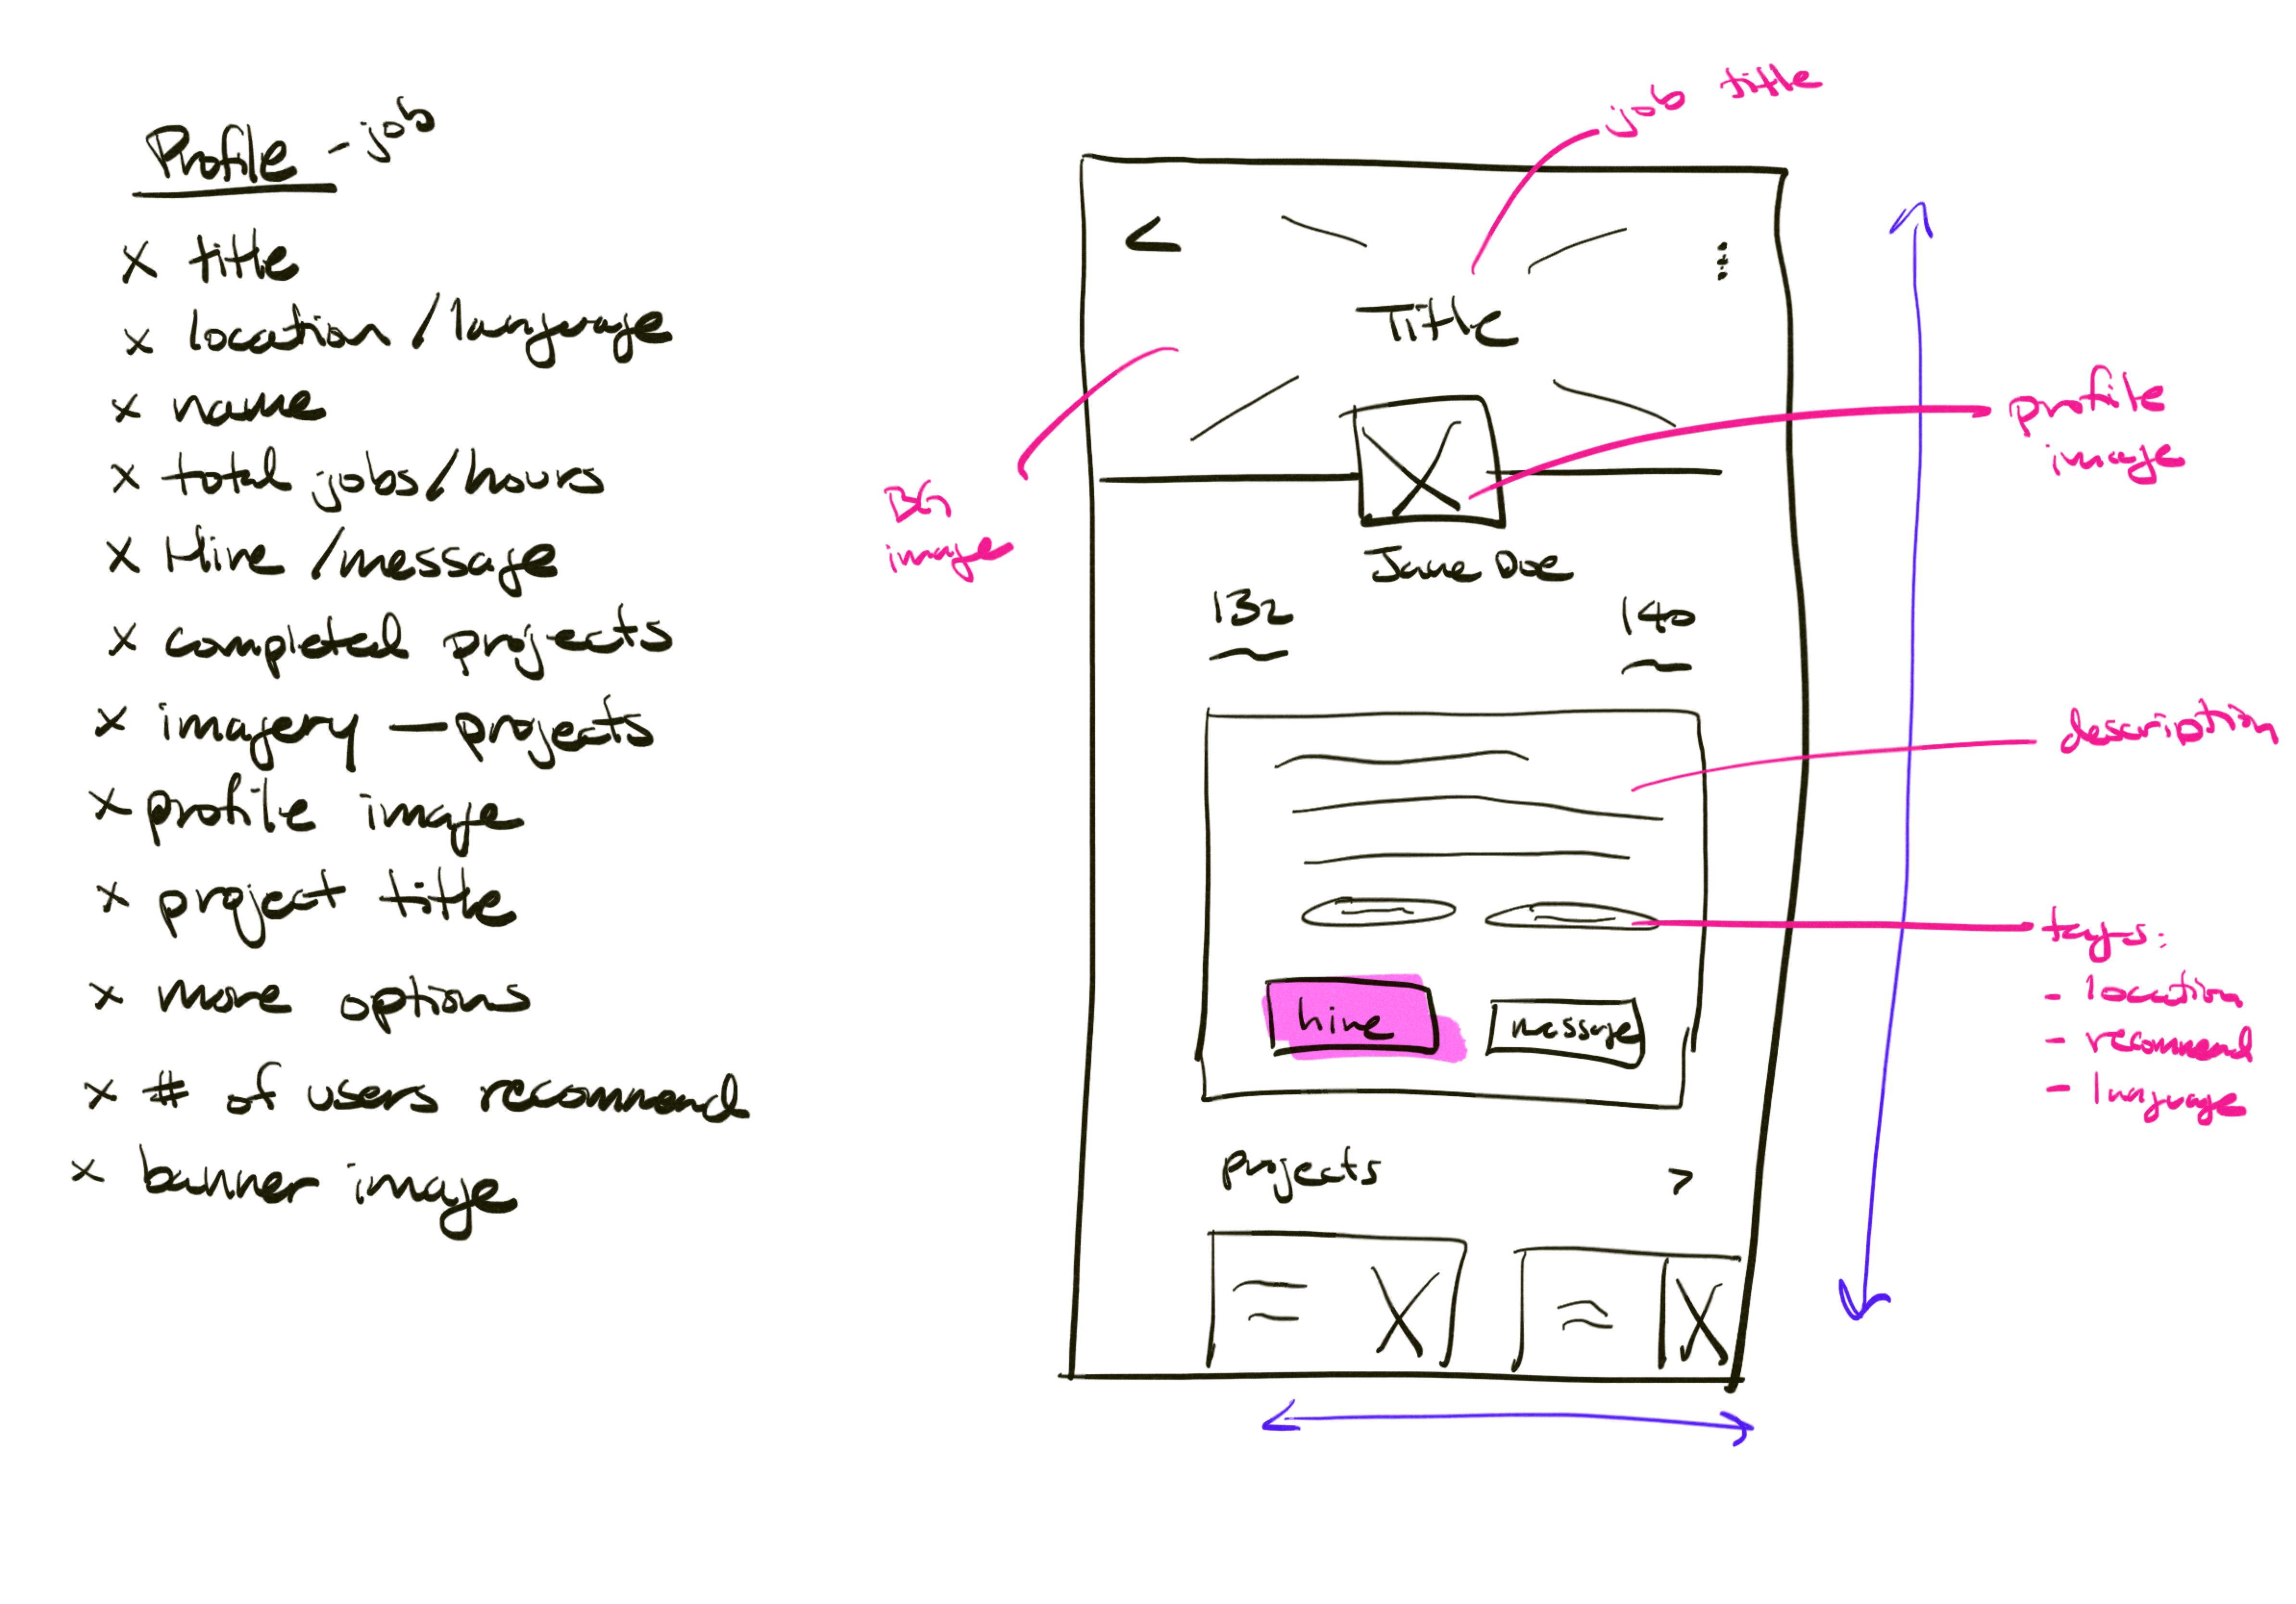 Profile - job
x title
x location / language
x name
x total jobs/hours
x Hire /message
x completed projects
x imagery — projects
x profile image
x project title
x more options
x # of users recommend
x banner image
job title
<
Title
profile
image
BG
image
Jane Doe
132
140
description
tags:
- location
- recommend
- language
hire
message
projects
>